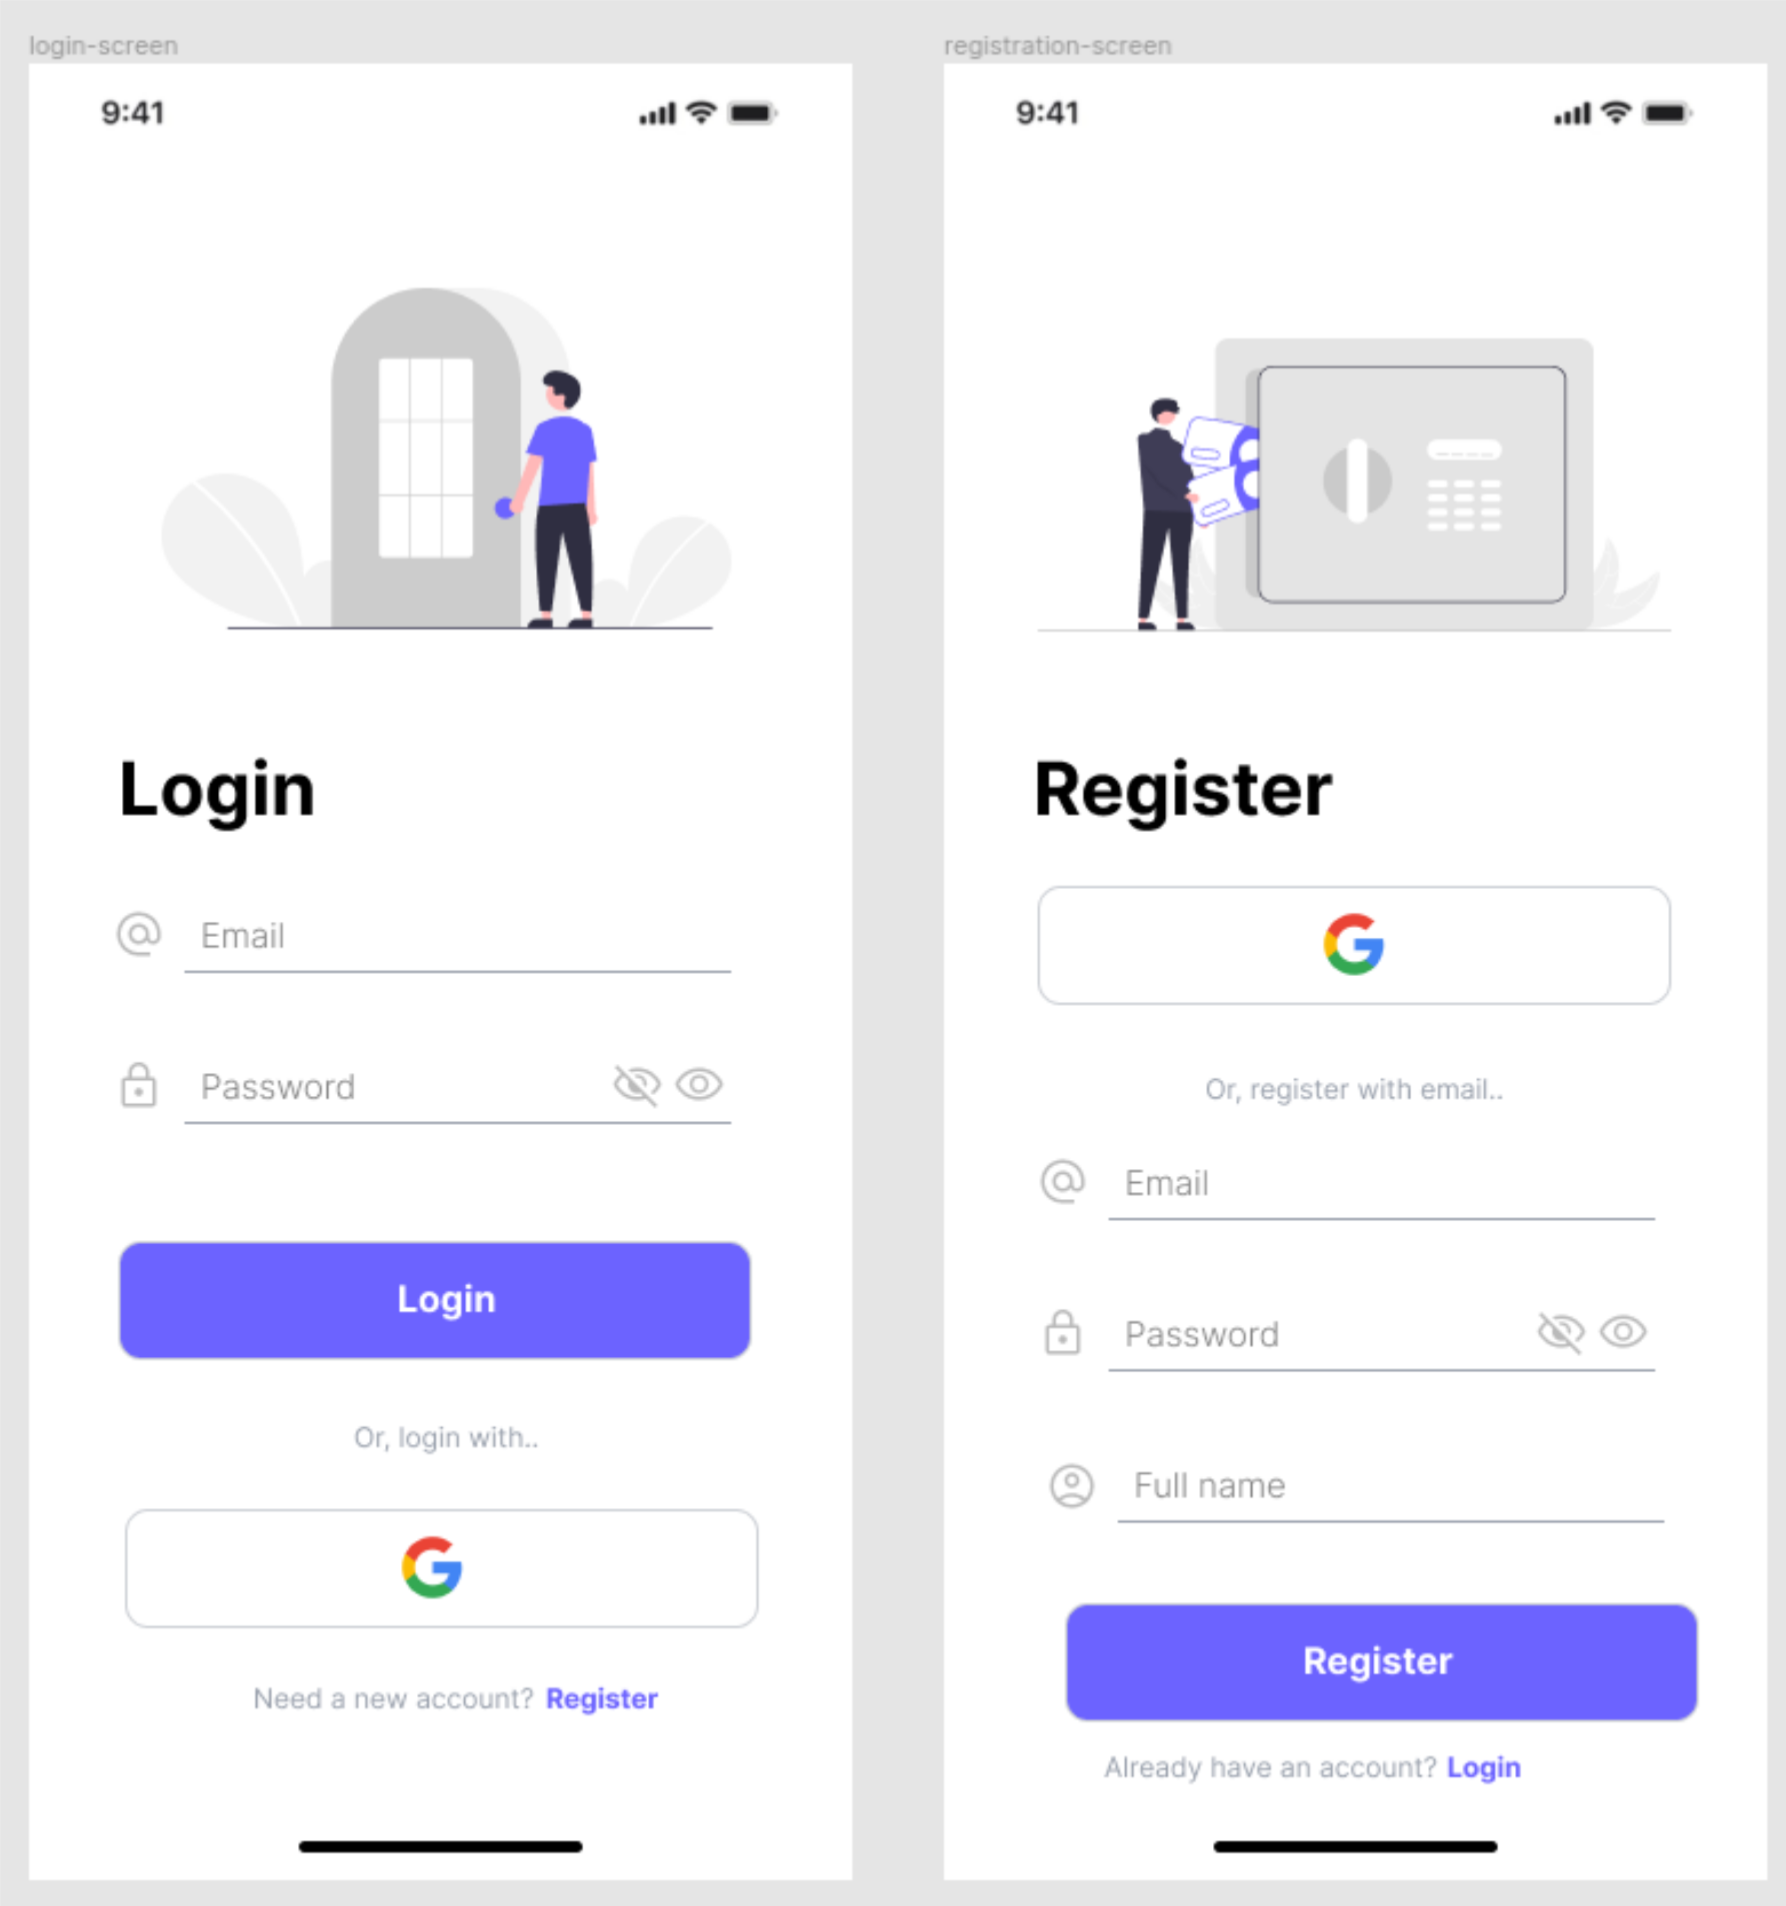 login-screen
9:41
Login
Email
Password
Login
Or, login with..
Need a new account? Register
registration-screen
9:41
Register
Or, register with email..
Email
Password
Full name
Register
Already have an account? Login